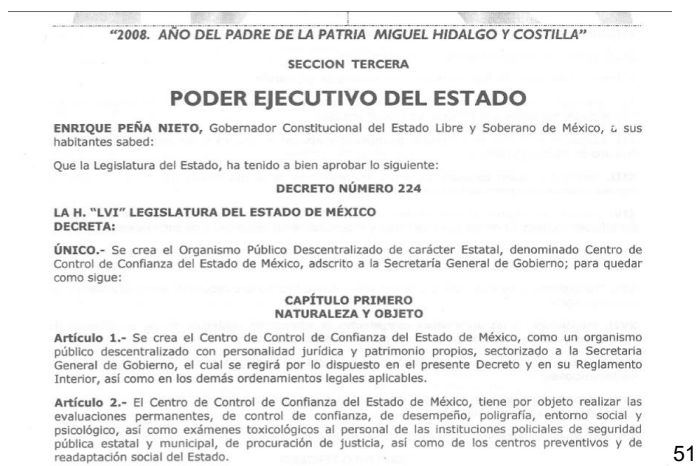 "2008. AÑO DEL PADRE DE LA PATRIA MIGUEL HIDALGO Y COSTILLA"
SECCION TERCERA
PODER EJECUTIVO DEL ESTADO
ENRIQUE PEÑA NIETO, Gobernador Constitucional del Estado Libre y Soberano de México, a sus
habitantes sabed:
Que la Legislatura del Estado, ha tenido a bien aprobar lo siguiente:
DECRETO NÚMERO 224
LA H. "LVI" LEGISLATURA DEL ESTADO DE MÉXICO
DECRETA:
ÚNICO.- Se crea el Organismo Público Descentralizado de carácter Estatal, denominado Centro de
Control de Confianza del Estado de México, adscrito a la Secretaría General de Gobierno; para quedar
como sigue:
CAPÍTULO PRIMERO
NATURALEZA Y OBJETO
Artículo 1.- Se crea el Centro de Control de Confianza del Estado de México, como un organismo
público descentralizado con personalidad jurídica y patrimonio propios, sectorizado a la Secretaria
General de Gobierno, el cual se regirá por lo dispuesto en el presente Decreto y en su Reglamento
Interior, así como en los demás ordenamientos legales aplicables.
Artículo 2.- El Centro de Control de Confianza del Estado de México, tiene por objeto realizar las
evaluaciones permanentes, de control de confianza, de desempeño, poligrafía, entorno social y
psicológico, así como exámenes toxicológicos al personal de las instituciones policiales de seguridad
pública estatal y municipal, de procuración de justicia, así como de los centros preventivos y de
readaptación social del Estado.
51